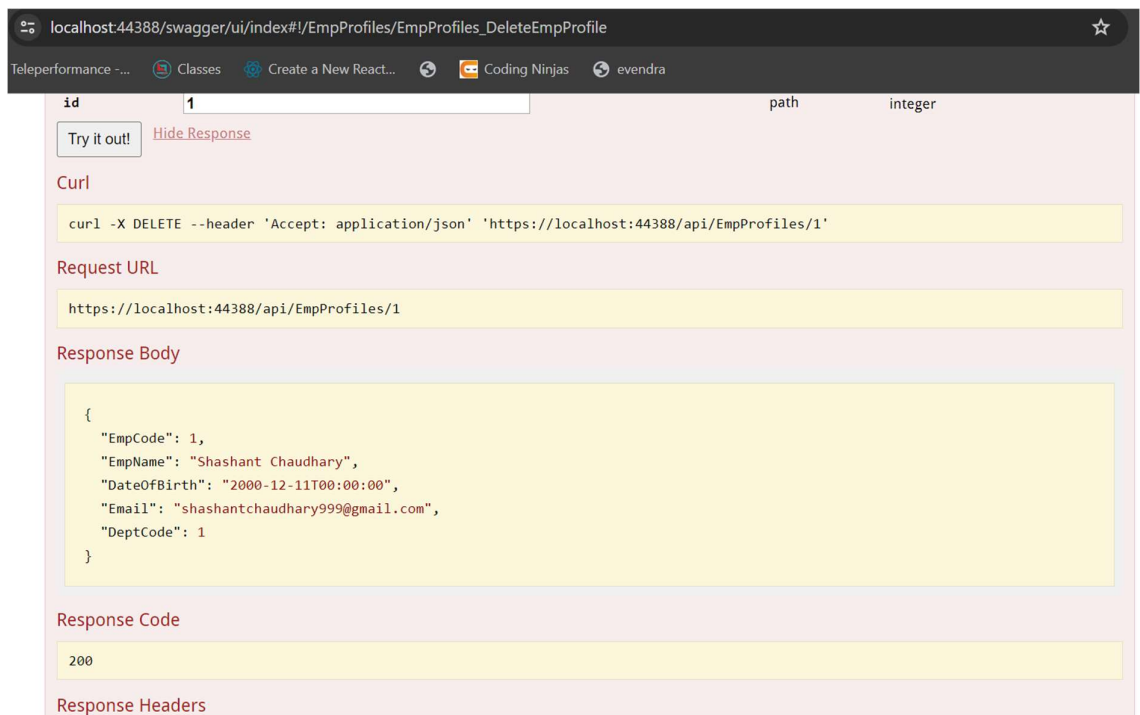 localhost:44388/swagger/ui/index#!/EmpProfiles/EmpProfiles_DeleteEmpProfile
Teleperformance -... Classes Create a New React... Coding Ninjas evendra
id 1 path integer
Try it out! Hide Response
Curl
curl -X DELETE --header 'Accept: application/json' 'https://localhost:44388/api/EmpProfiles/1'
Request URL
https://localhost:44388/api/EmpProfiles/1
Response Body
{
"EmpCode": 1,
"EmpName": "Shashant Chaudhary",
"DateOfBirth": "2000-12-11T00:00:00",
"Email": "shashantchaudhary999@gmail.com",
"DeptCode": 1
}
Response Code
200
Response Headers